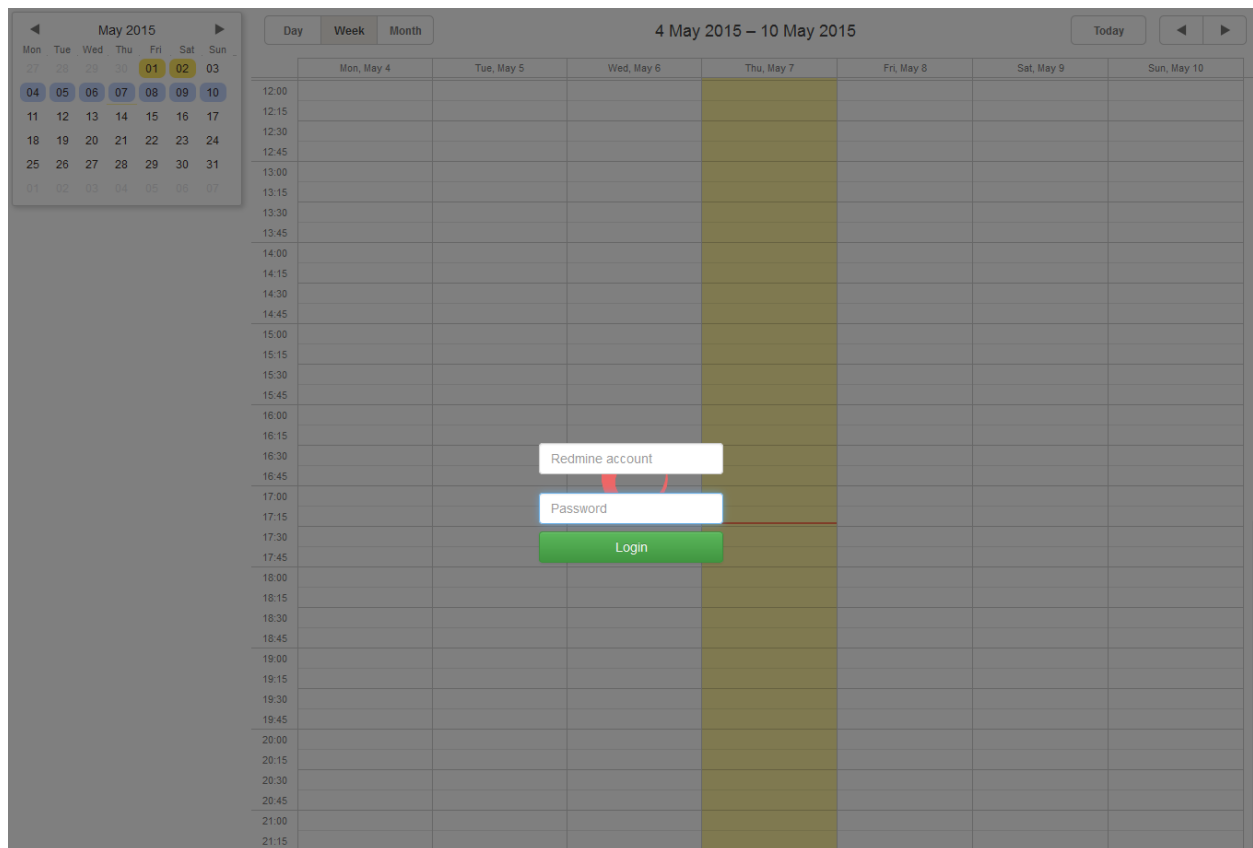 May 2015
Mon Tue Wed Thu Fri Sat Sun
27 28 29 30 01 02 03
04 05 06 07 08 09 10
11 12 13 14 15 16 17
18 19 20 21 22 23 24
25 26 27 28 29 30 31
01 02 03 04 05 06 07
Day Week Month
4 May 2015 – 10 May 2015
Today
Mon, May 4 Tue, May 5 Wed, May 6 Thu, May 7 Fri, May 8 Sat, May 9 Sun, May 10
12:00
12:15
12:30
12:45
13:00
13:15
13:30
13:45
14:00
14:15
14:30
14:45
15:00
15:15
15:30
15:45
16:00
16:15
16:30
16:45
17:00
17:15
17:30
17:45
18:00
18:15
18:30
18:45
19:00
19:15
19:30
19:45
20:00
20:15
20:30
20:45
21:00
21:15
Redmine account
Password
Login